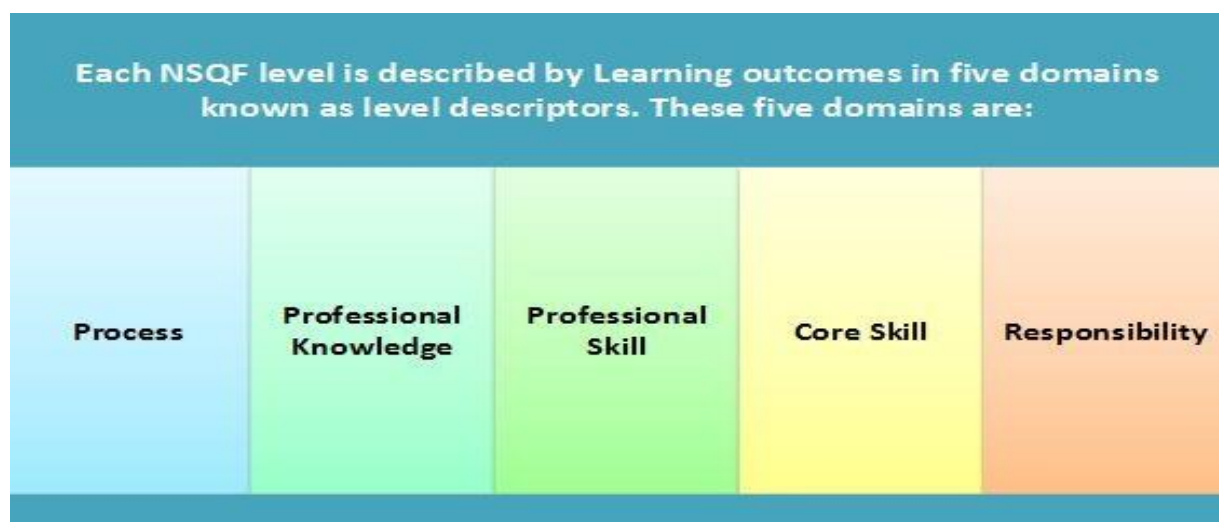 Each NSQF level is described by Learning outcomes in five domains
known as level descriptors. These five domains are:
Process
Professional
Knowledge
Professional
Skill
Core Skill
Responsibility